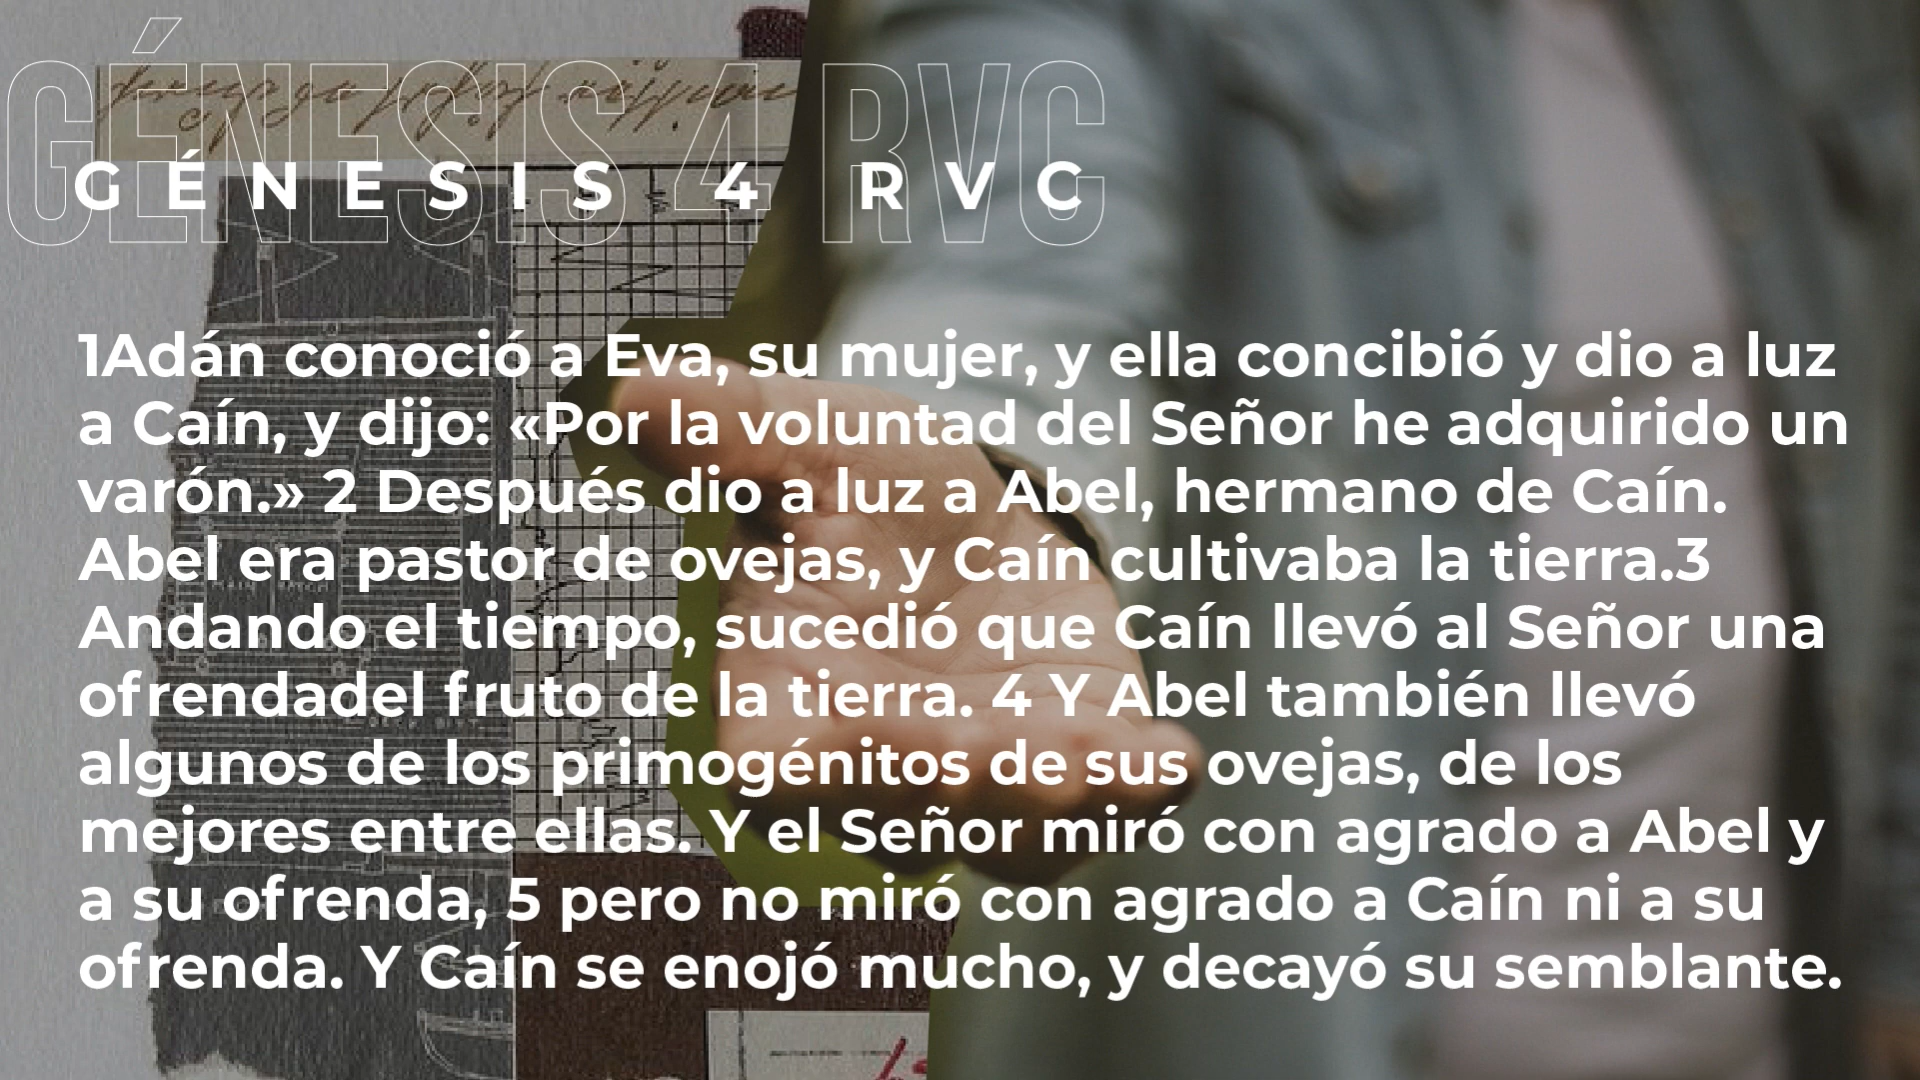 GÉNESIS 4 RVC
GÉNESIS 4 RVC
1Adán conoció a Eva, su mujer, y ella concibió y dio a luz
a Caín, y dijo: «Por la voluntad del Señor he adquirido un
varón.» 2 Después dio a luz a Abel, hermano de Caín.
Abel era pastor de ovejas, y Caín cultivaba la tierra.3
Andando el tiempo, sucedió que Caín llevó al Señor una
ofrendadel fruto de la tierra. 4 Y Abel también llevó
algunos de los primogénitos de sus ovejas, de los
mejores entre ellas. Y el Señor miró con agrado a Abel y
a su ofrenda, 5 pero no miró con agrado a Caín ni a su
ofrenda. Y Caín se enojó mucho, y decayó su semblante.